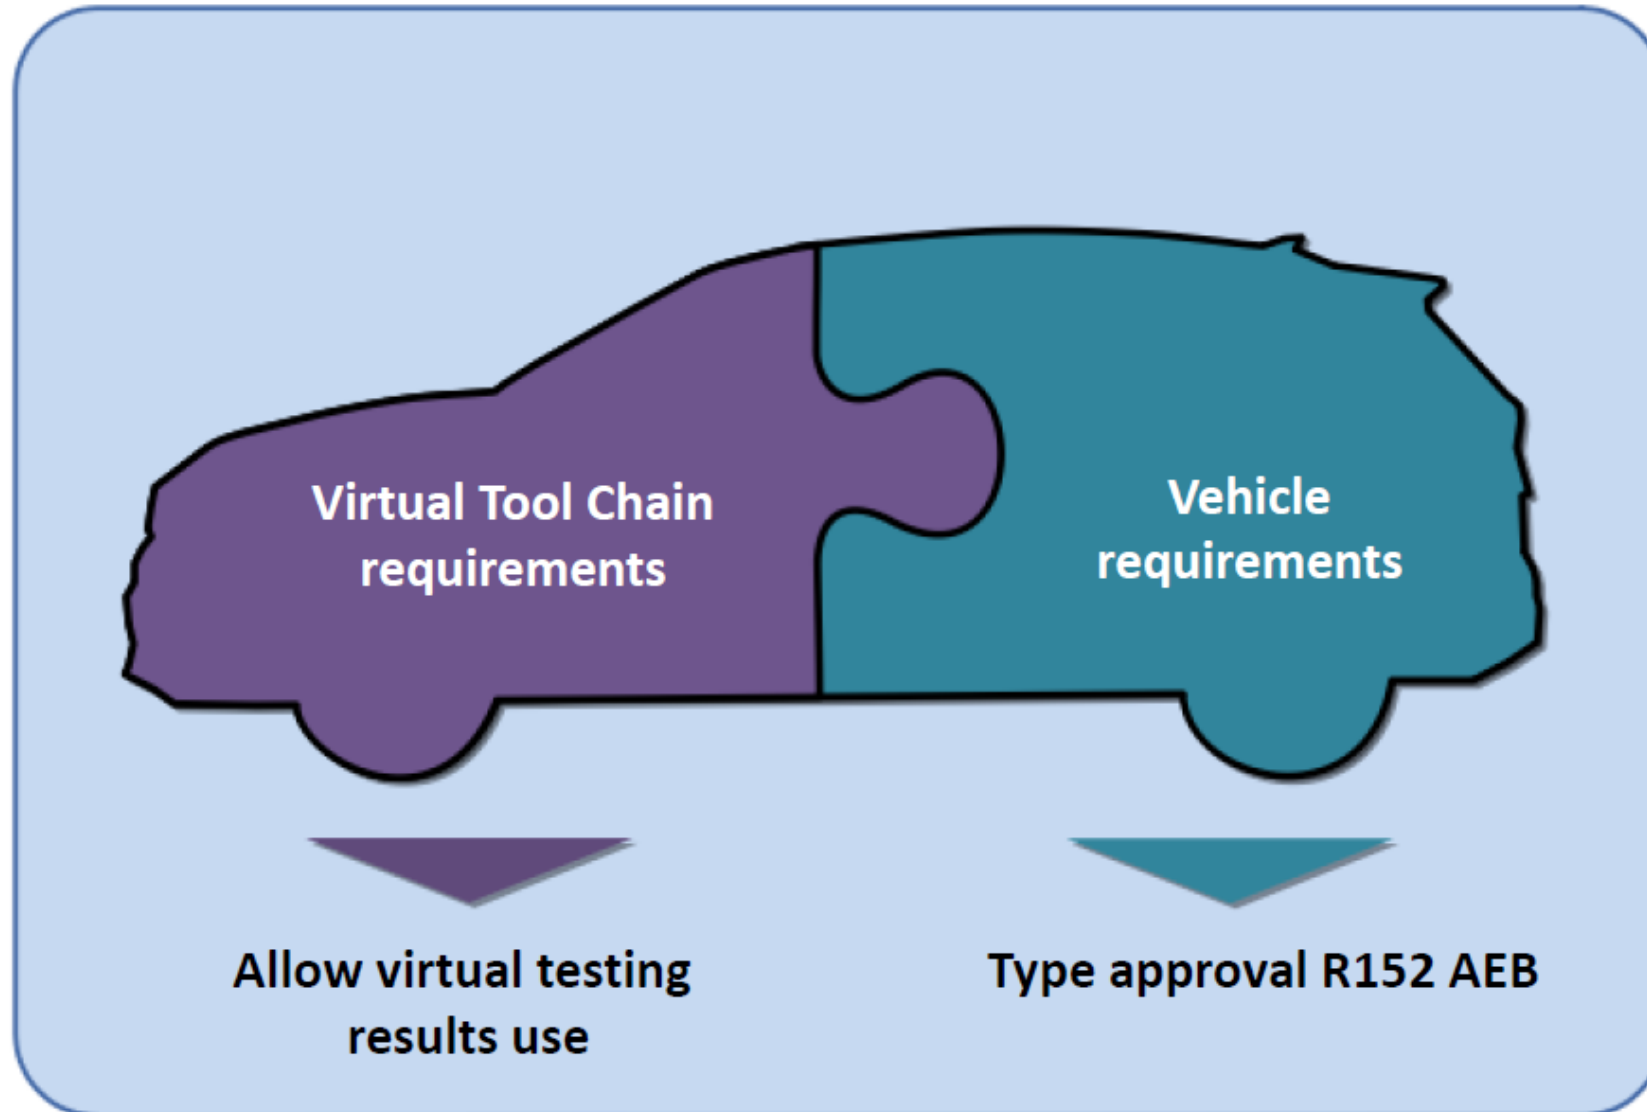 Virtual Tool Chain
requirements
Vehicle
requirements
Allow virtual testing
results use
Type approval R152 AEB